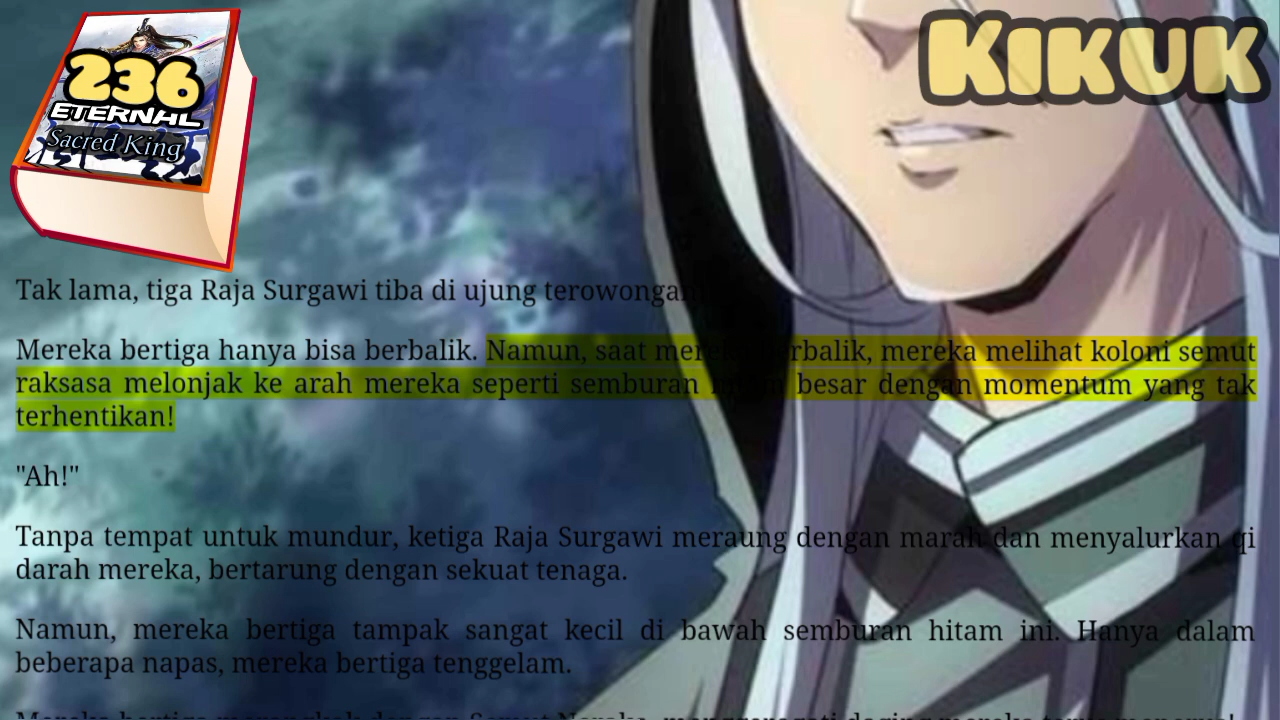 236
ETERNAL
Sacred King
KIKUK
Tak lama, tiga Raja Surgawi tiba di ujung terowongan!
Mereka bertiga hanya bisa berbalik. Namun, saat mereka berbalik, mereka melihat koloni semut
raksasa melonjak ke arah mereka seperti semburan hitam besar dengan momentum yang tak
terhentikan!
"Ah!"
Tanpa tempat untuk mundur, ketiga Raja Surgawi meraung dengan marah dan menyalurkan qi
darah mereka, bertarung dengan sekuat tenaga.
Namun, mereka bertiga tampak sangat kecil di bawah semburan hitam ini. Hanya dalam
beberapa napas, mereka bertiga tenggelam.
Mereka bertiga